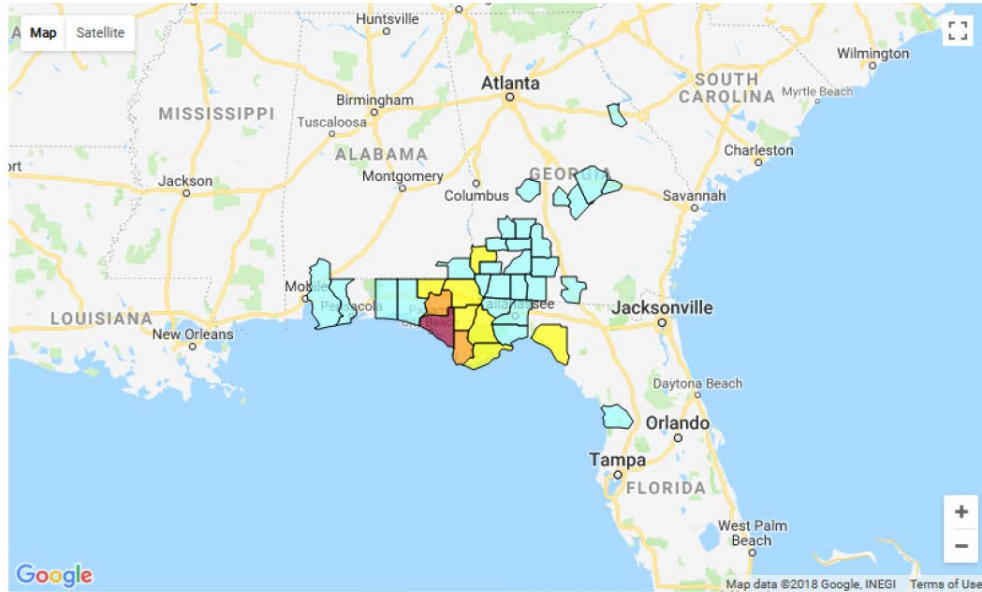 Huntsville
Map
Satellite
Wilmington
Atlanta
SOUTH
CAROLINA
Myrtle Beach
Birmingham
MISSISSIPPI
Tuscaloosa
ALABAMA
Charleston
ort
GEORGIA
Jackson
Montgomery
Columbus
Savannah
Mobile
Pensacola
Jacksonville
LOUISIANA
New Orleans
Daytona Beach
Orlando
Tampa
FLORIDA
West Palm
Beach
+
−
Google
Map data ©2018 Google, INEGI
Terms of Use